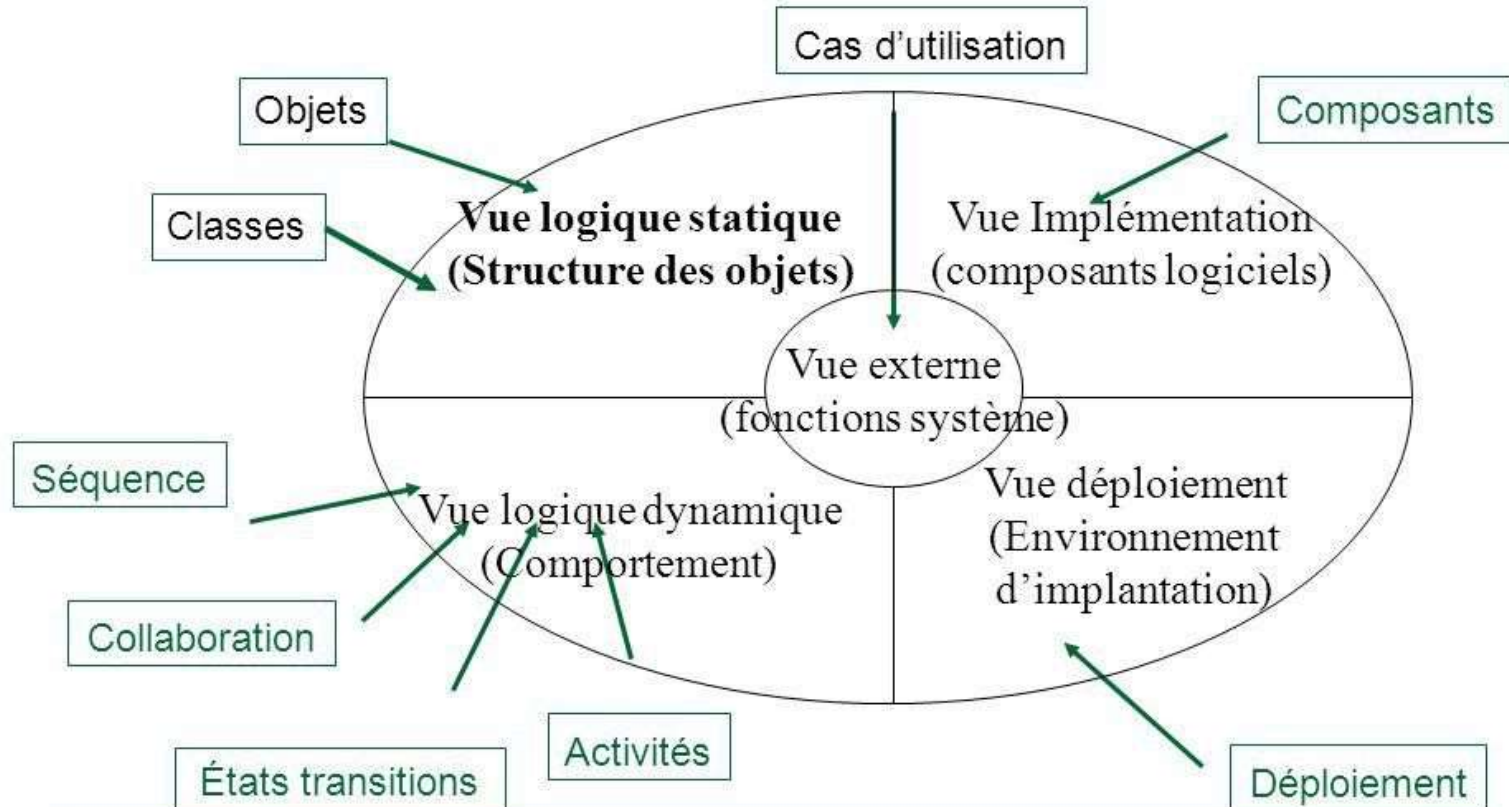 Cas d'utilisation
Objets
Composants
Classes
Vue logique statique
(Structure des objets)
Vue Implémentation
(composants logiciels)
Vue externe
(fonctions système)
Séquence
Vue logique dynamique
(Comportement)
Vue déploiement
(Environnement
d'implantation)
Collaboration
Activités
États transitions
Déploiement